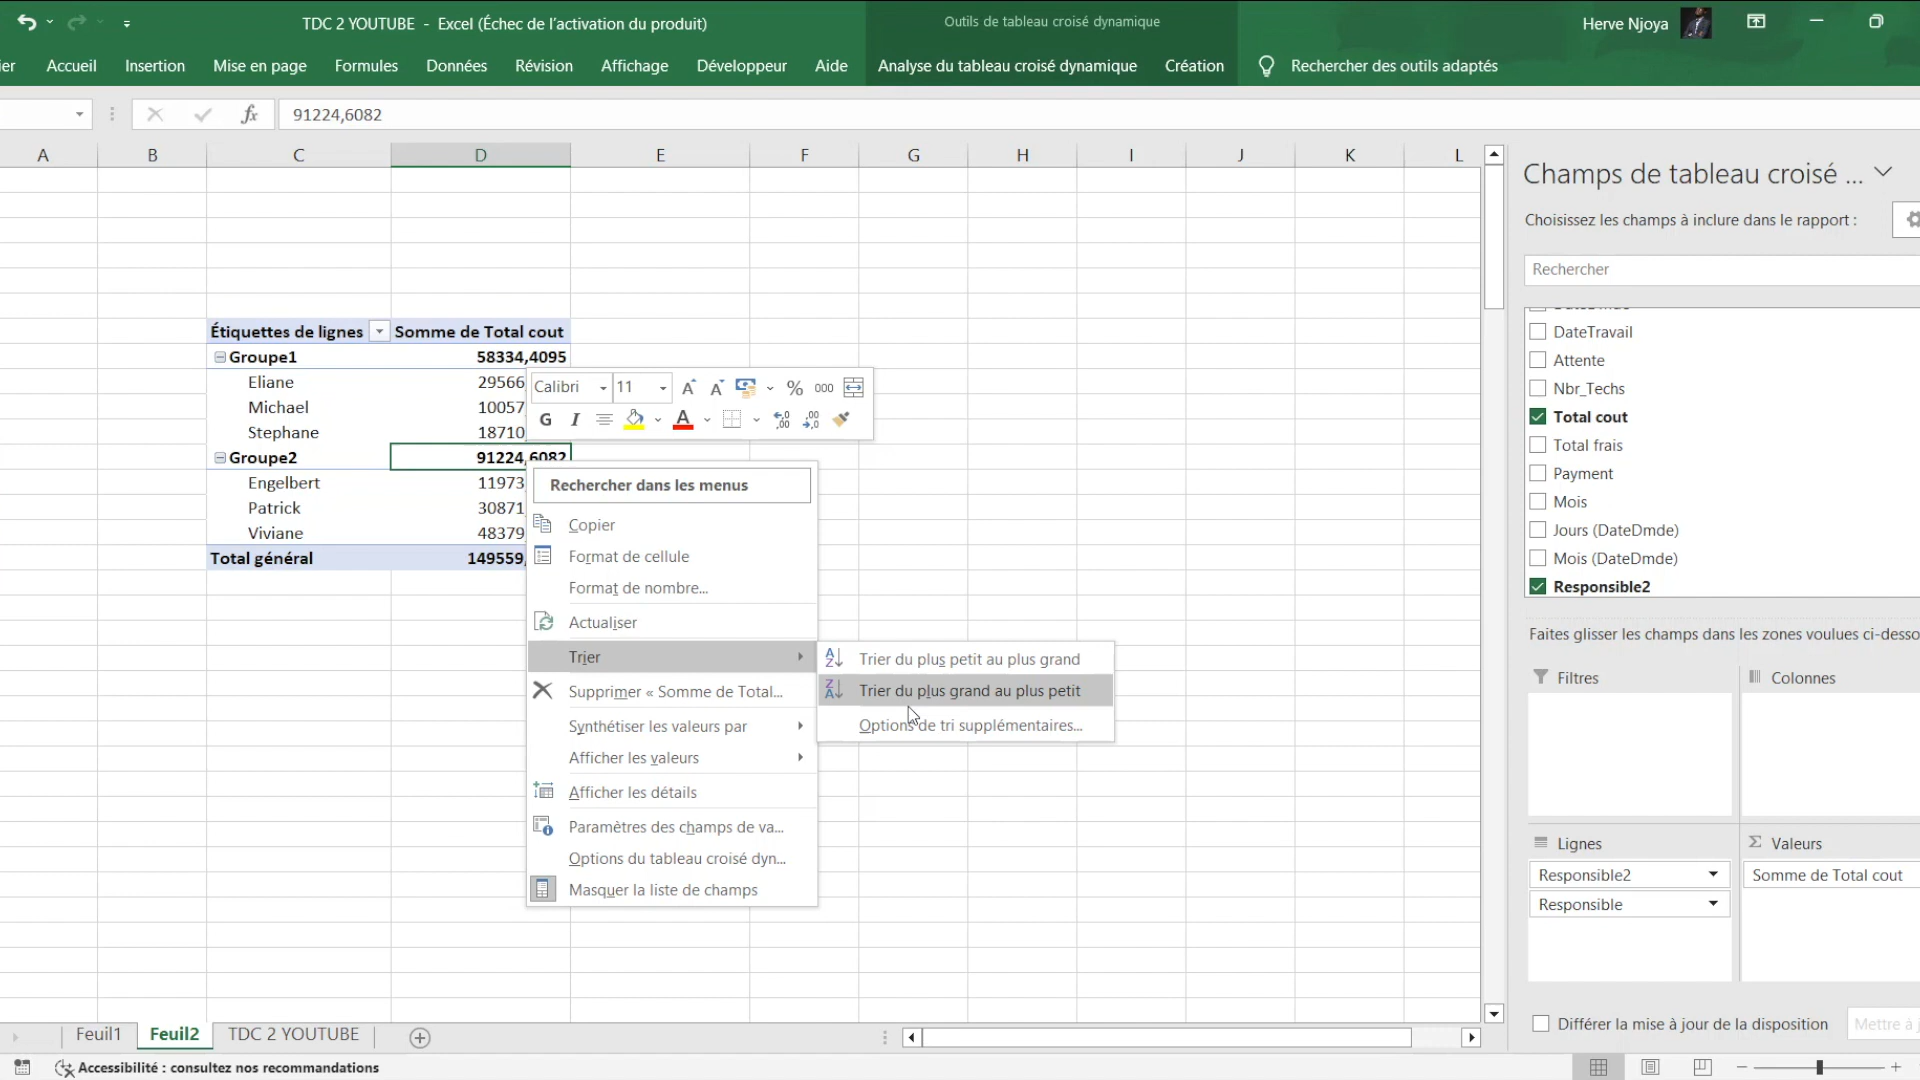 TDC 2 YOUTUBE - Excel (Échec de l'activation du produit)
Outils de tableau croisé dynamique
Herve Njoya
ier Accueil Insertion Mise en page Formules Données Révision Affichage Développeur Aide Analyse du tableau croisé dynamique Création Rechercher des outils adaptés
fx 91224,6082
A B C D E F G H I J K L
Champs de tableau croisé ...
Choisissez les champs à inclure dans le rapport :
Rechercher
DateTravail
Attente
Nbr_Techs
Total cout
Total frais
Payment
Mois
Jours (DateDmde)
Mois (DateDmde)
Responsible2
Faites glisser les champs dans les zones voulues ci-desso
Filtres
Colonnes
Lignes
Responsible2
Responsible
Valeurs
Somme de Total cout
Différer la mise à jour de la disposition
Mettre à j
Étiquettes de lignes Somme de Total cout
Groupe1 58334,4095
Eliane 29566
Michael 10057
Stephane 18710
Groupe2 91224,6082
Engelbert 11973
Patrick 30871
Viviane 48379
Total général 149559,
Calibri 11 A A % 000
G I A ,00 ,00
Rechercher dans les menus
Copier
Format de cellule
Format de nombre...
Actualiser
Trier
Supprimer « Somme de Total...
Synthétiser les valeurs par
Afficher les valeurs
Afficher les détails
Paramètres des champs de va...
Options du tableau croisé dyn...
Masquer la liste de champs
Trier du plus petit au plus grand
Trier du plus grand au plus petit
Options de tri supplémentaires...
Feuil1 Feuil2 TDC 2 YOUTUBE
Accessibilité : consultez nos recommandations